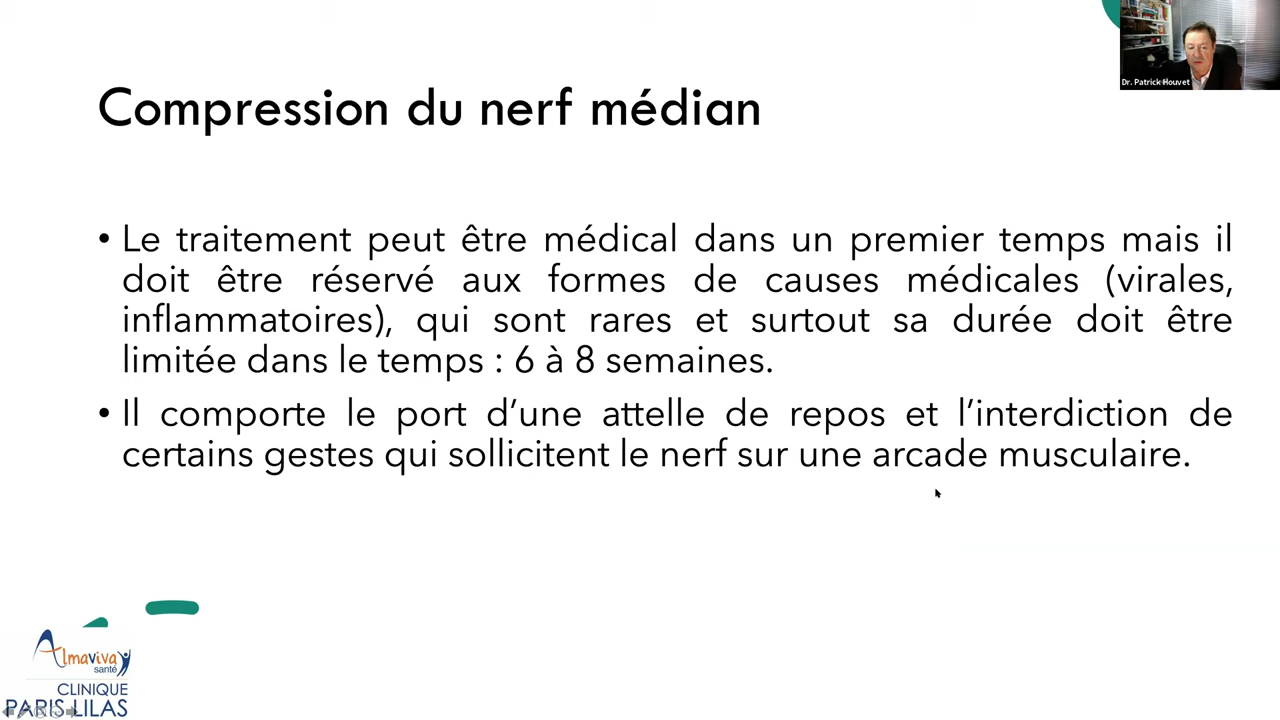 Dr. Patrick Houvet
Compression du nerf médian
• Le traitement peut être médical dans un premier temps mais il
doit être réservé aux formes de causes médicales (virales,
inflammatoires), qui sont rares et surtout sa durée doit être
limitée dans le temps : 6 à 8 semaines.
• Il comporte le port d’une attelle de repos et l’interdiction de
certains gestes qui sollicitent le nerf sur une arcade musculaire.
Almaviva
santé
CLINIQUE
PARIS LILAS